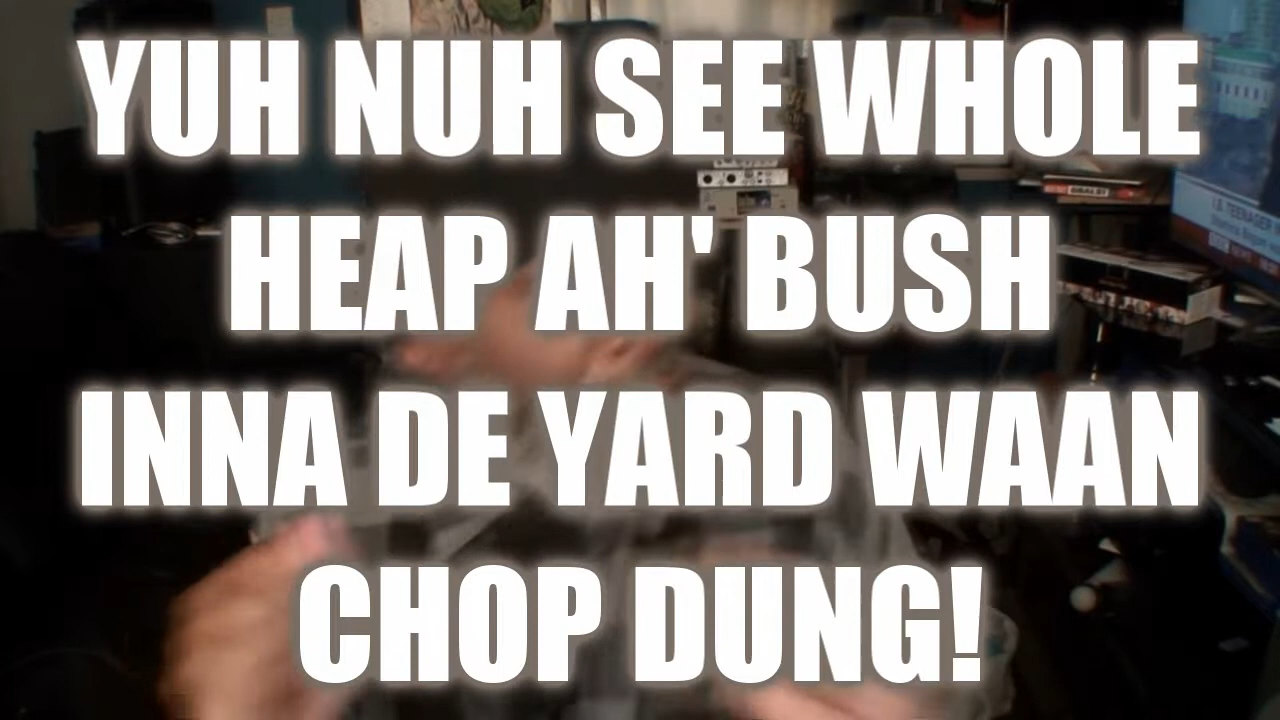 YUH NUH SEE WHOLE
HEAP AH' BUSH
INNA DE YARD WAAN
CHOP DUNG!